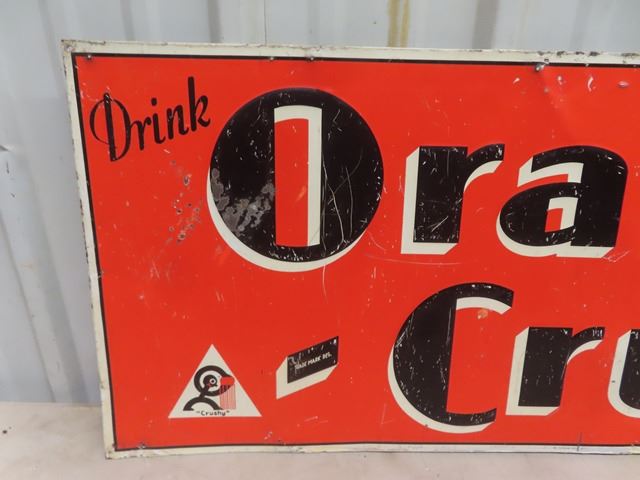 Drink
Ora
- Cru
TRADE MARK REG.
"Crushy"